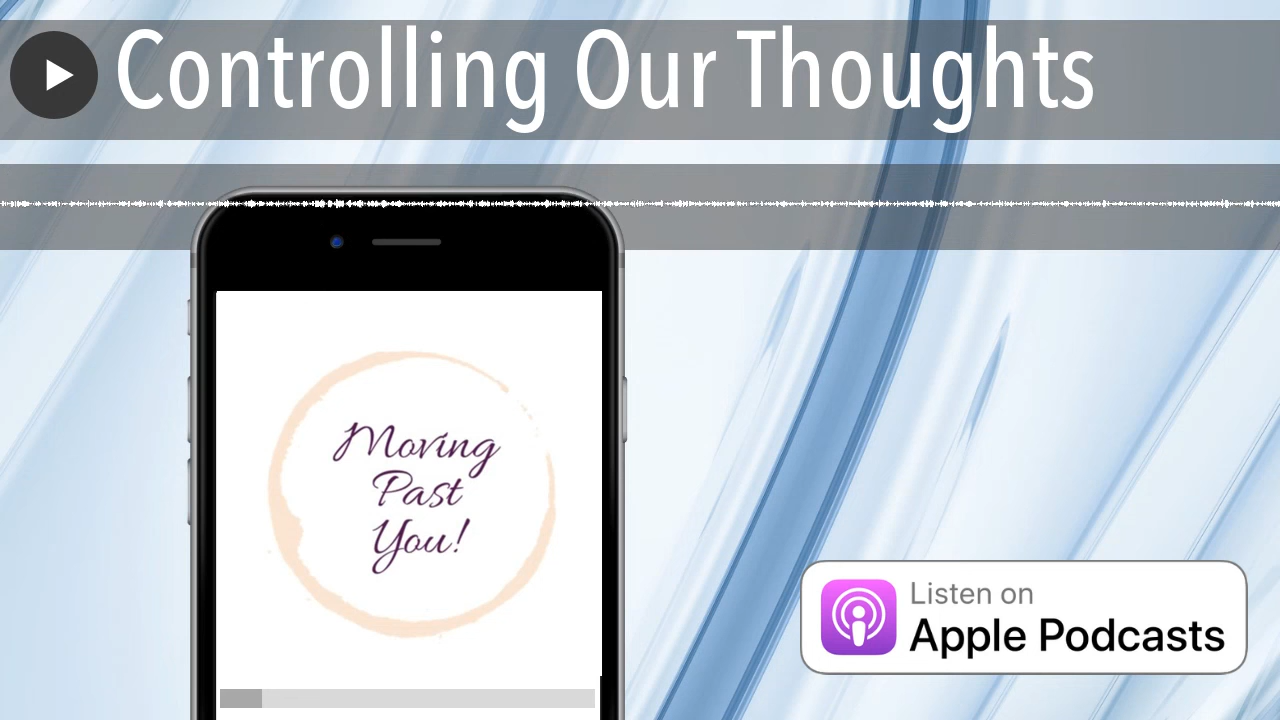 Controlling Our Thoughts
Moving
Past
You!
Listen on
Apple Podcasts